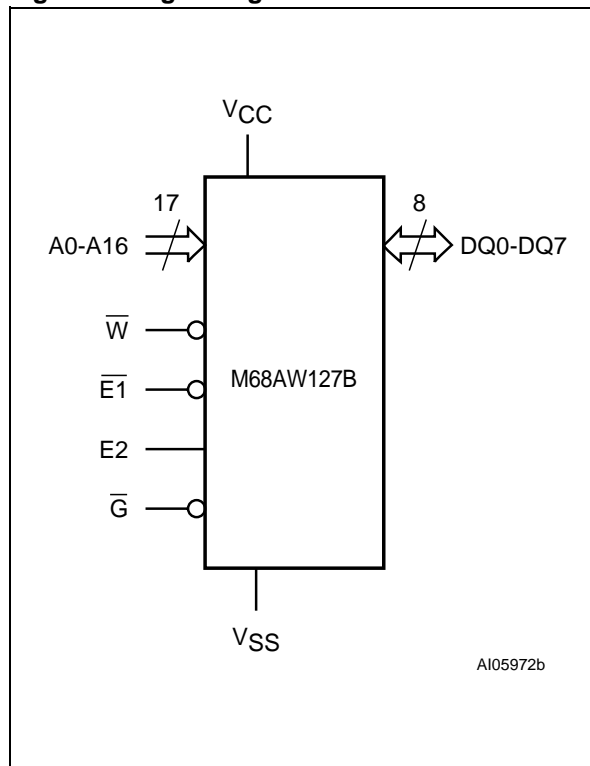 VCC
17
8
A0-A16
DQ0-DQ7
W
E1
M68AW127B
E2
G
VSS
AI05972b